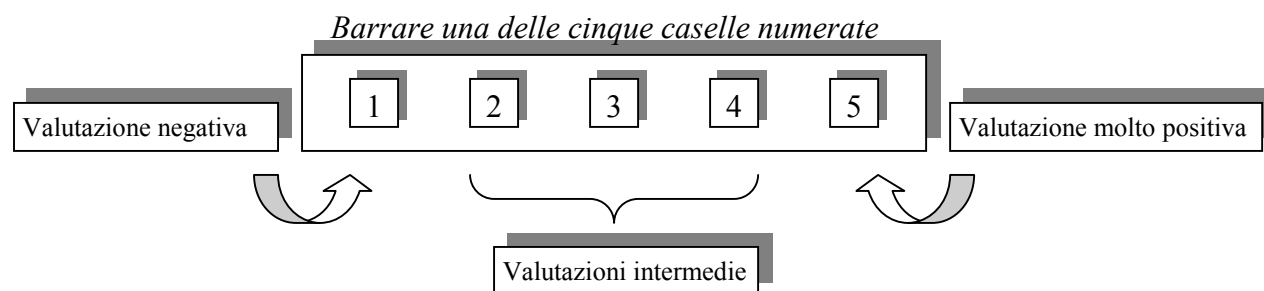 Barrare una delle cinque caselle numerate
1 2 3 4 5
Valutazione negativa
Valutazione molto positiva
Valutazioni intermedie